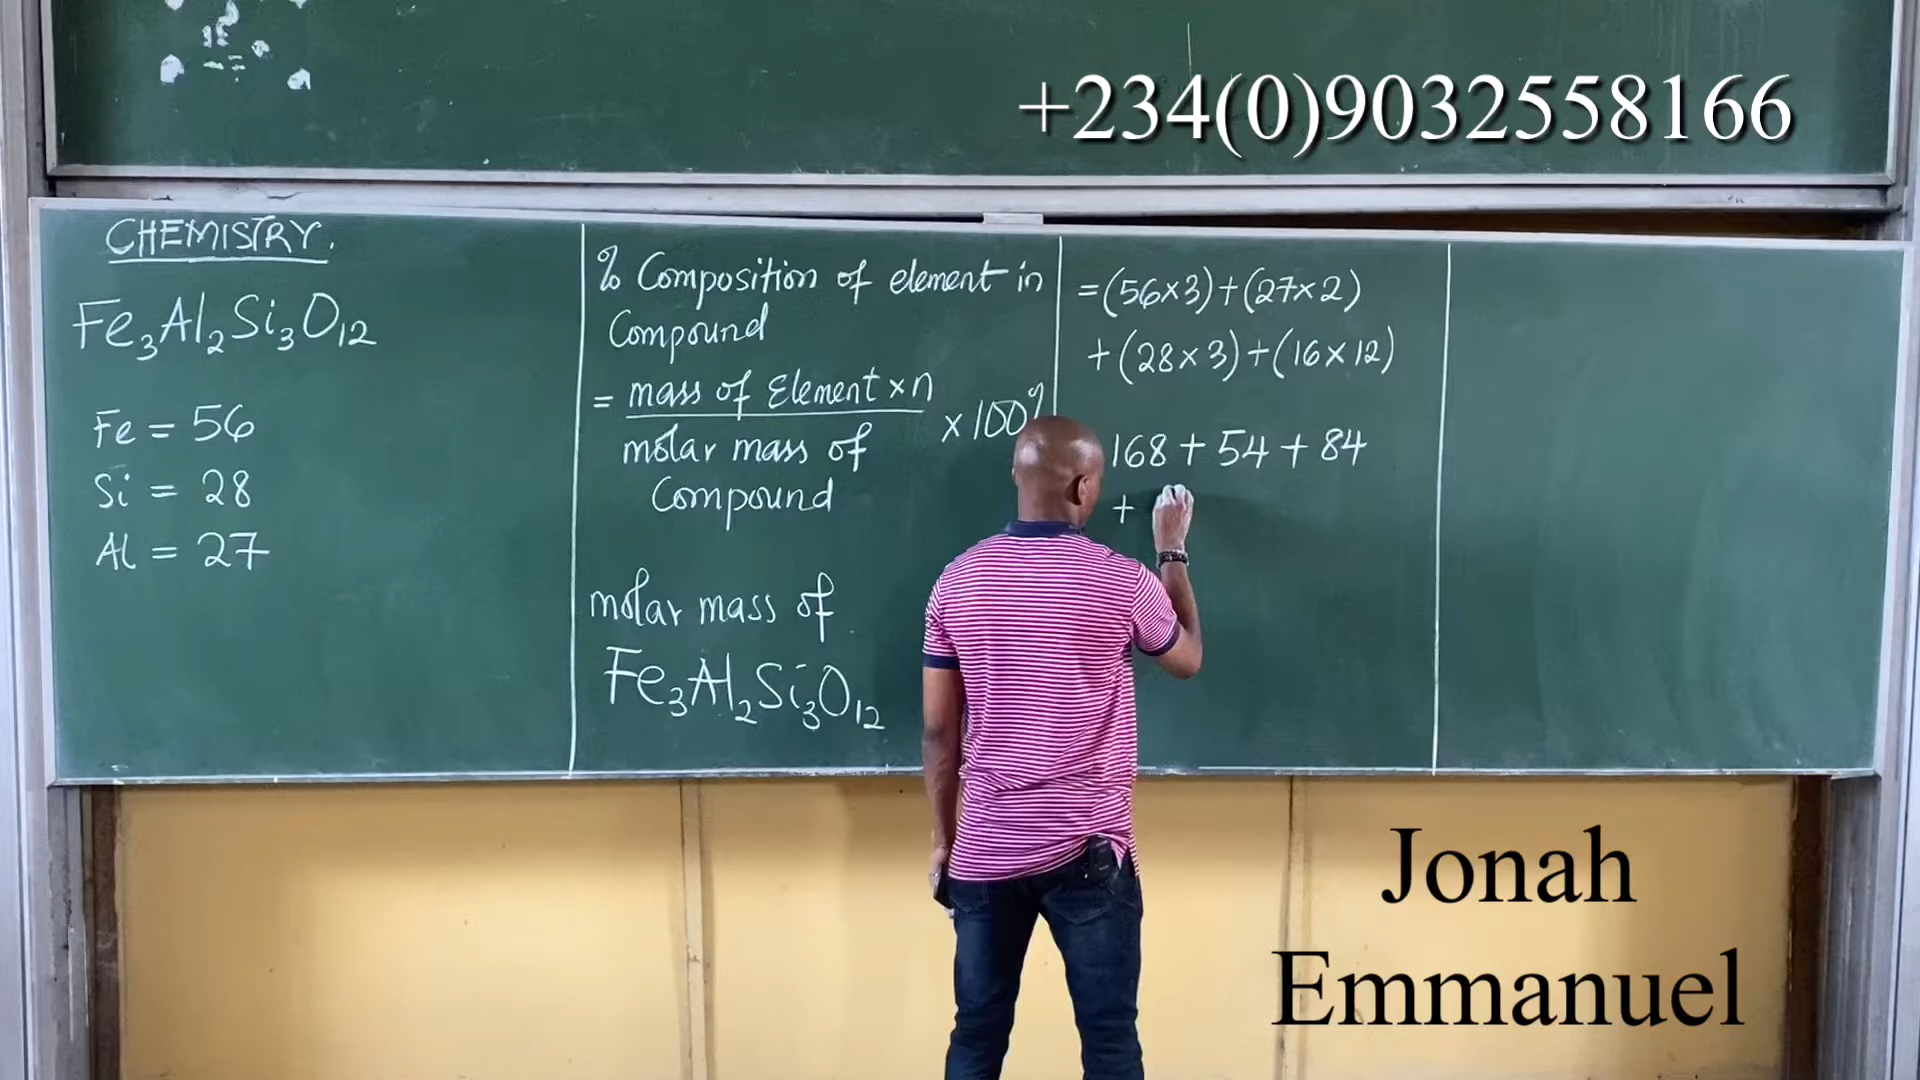 +234(0)9032558166
CHEMISTRY.
Fe₃Al₂Si₃O₁₂
Fe = 56
Si = 28
Al = 27
% Composition of element in
Compound
= mass of Element × n
× 100%
molar mass of
Compound
molar mass of
Fe₃Al₂Si₃O₁₂
= (56×3) + (27×2)
+ (28×3) + (16×12)
168 + 54 + 84
+
Jonah
Emmanuel